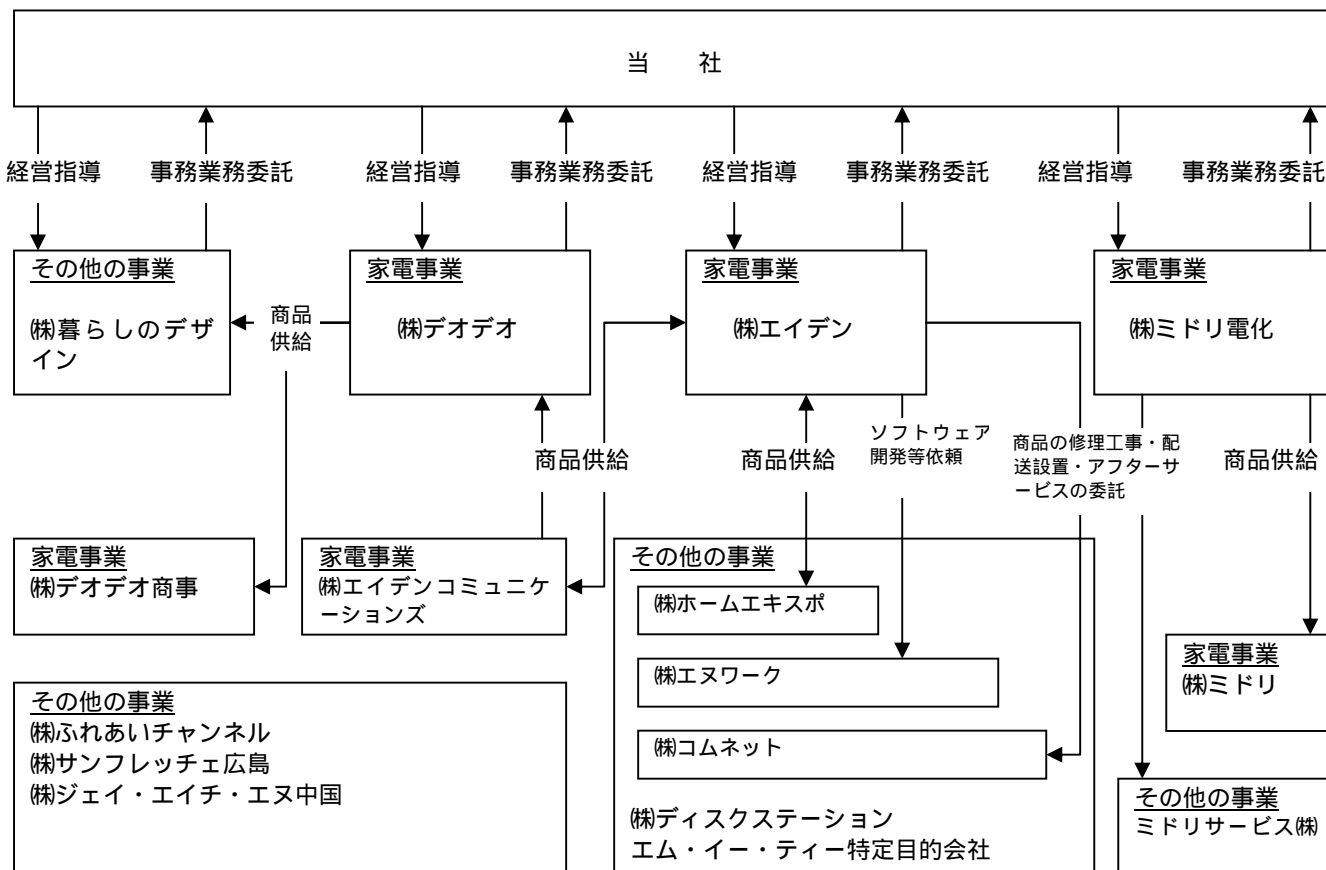 当　　社
経営指導
事務業務委託
経営指導
事務業務委託
経営指導
事務業務委託
経営指導
事務業務委託
その他の事業
㈱暮らしのデザ
イン
商品
供給
家電事業
㈱デオデオ
家電事業
㈱エイデン
家電事業
㈱ミドリ電化
商品供給
商品供給
ソフトウェア
開発等依頼
商品の修理工事・配
送設置・アフターサ
ービスの委託
商品供給
家電事業
㈱デオデオ商事
家電事業
㈱エイデンコミュニケ
ーションズ
その他の事業
㈱ホームエキスポ
㈱エヌワーク
㈱コムネット
㈱ディスクステーション
エム・イー・ティー特定目的会社
家電事業
㈱ミドリ
その他の事業
㈱ふれあいチャンネル
㈱サンフレッチェ広島
㈱ジェイ・エイチ・エヌ中国
その他の事業
ミドリサービス㈱